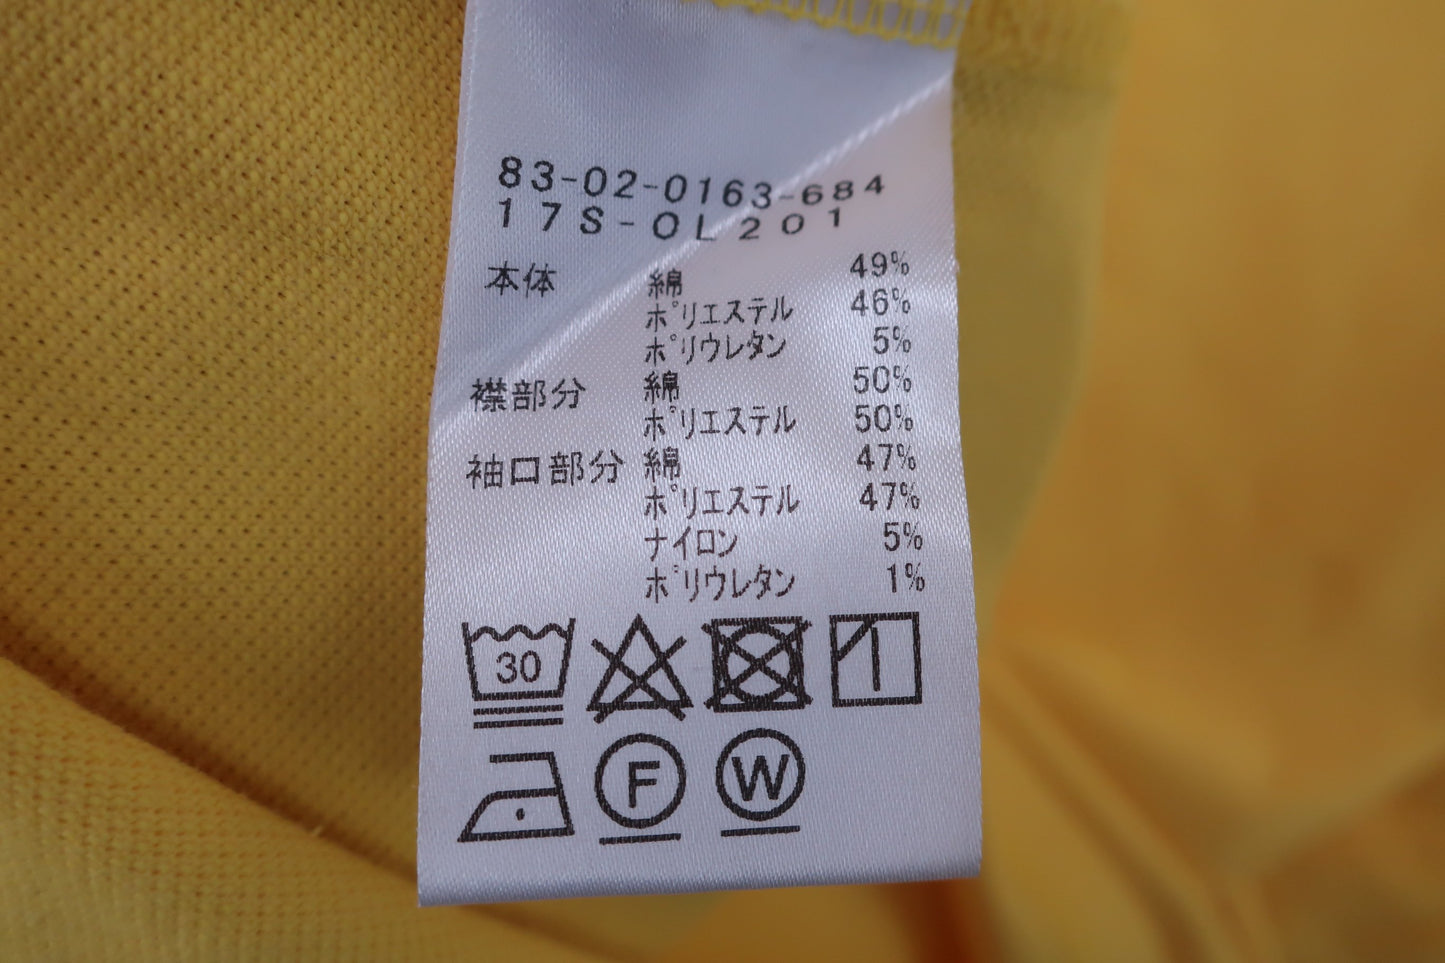 83-02-0163-684
17S-OL201
本体 綿 49%
ポリエステル 46%
ポリウレタン 5%
襟部分 綿 50%
ポリエステル 50%
袖口部分 綿 47%
ポリエステル 47%
ナイロン 5%
ポリウレタン 1%
30
F W